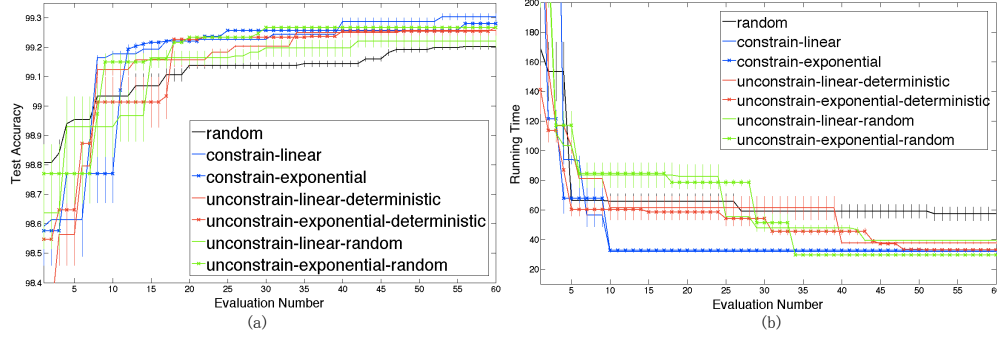 99.3
99.2
99.1
99
98.9
98.8
98.7
98.6
98.5
98.4
Test Accuracy
random
constrain-linear
constrain-exponential
unconstrain-linear-deterministic
unconstrain-exponential-deterministic
unconstrain-linear-random
unconstrain-exponential-random
5 10 15 20 25 30 35 40 45 50 55 60
Evaluation Number
(a)
200
180
160
140
120
100
80
60
40
20
Running Time
random
constrain-linear
constrain-exponential
unconstrain-linear-deterministic
unconstrain-exponential-deterministic
unconstrain-linear-random
unconstrain-exponential-random
5 10 15 20 25 30 35 40 45 50 55 60
Evaluation Number
(b)